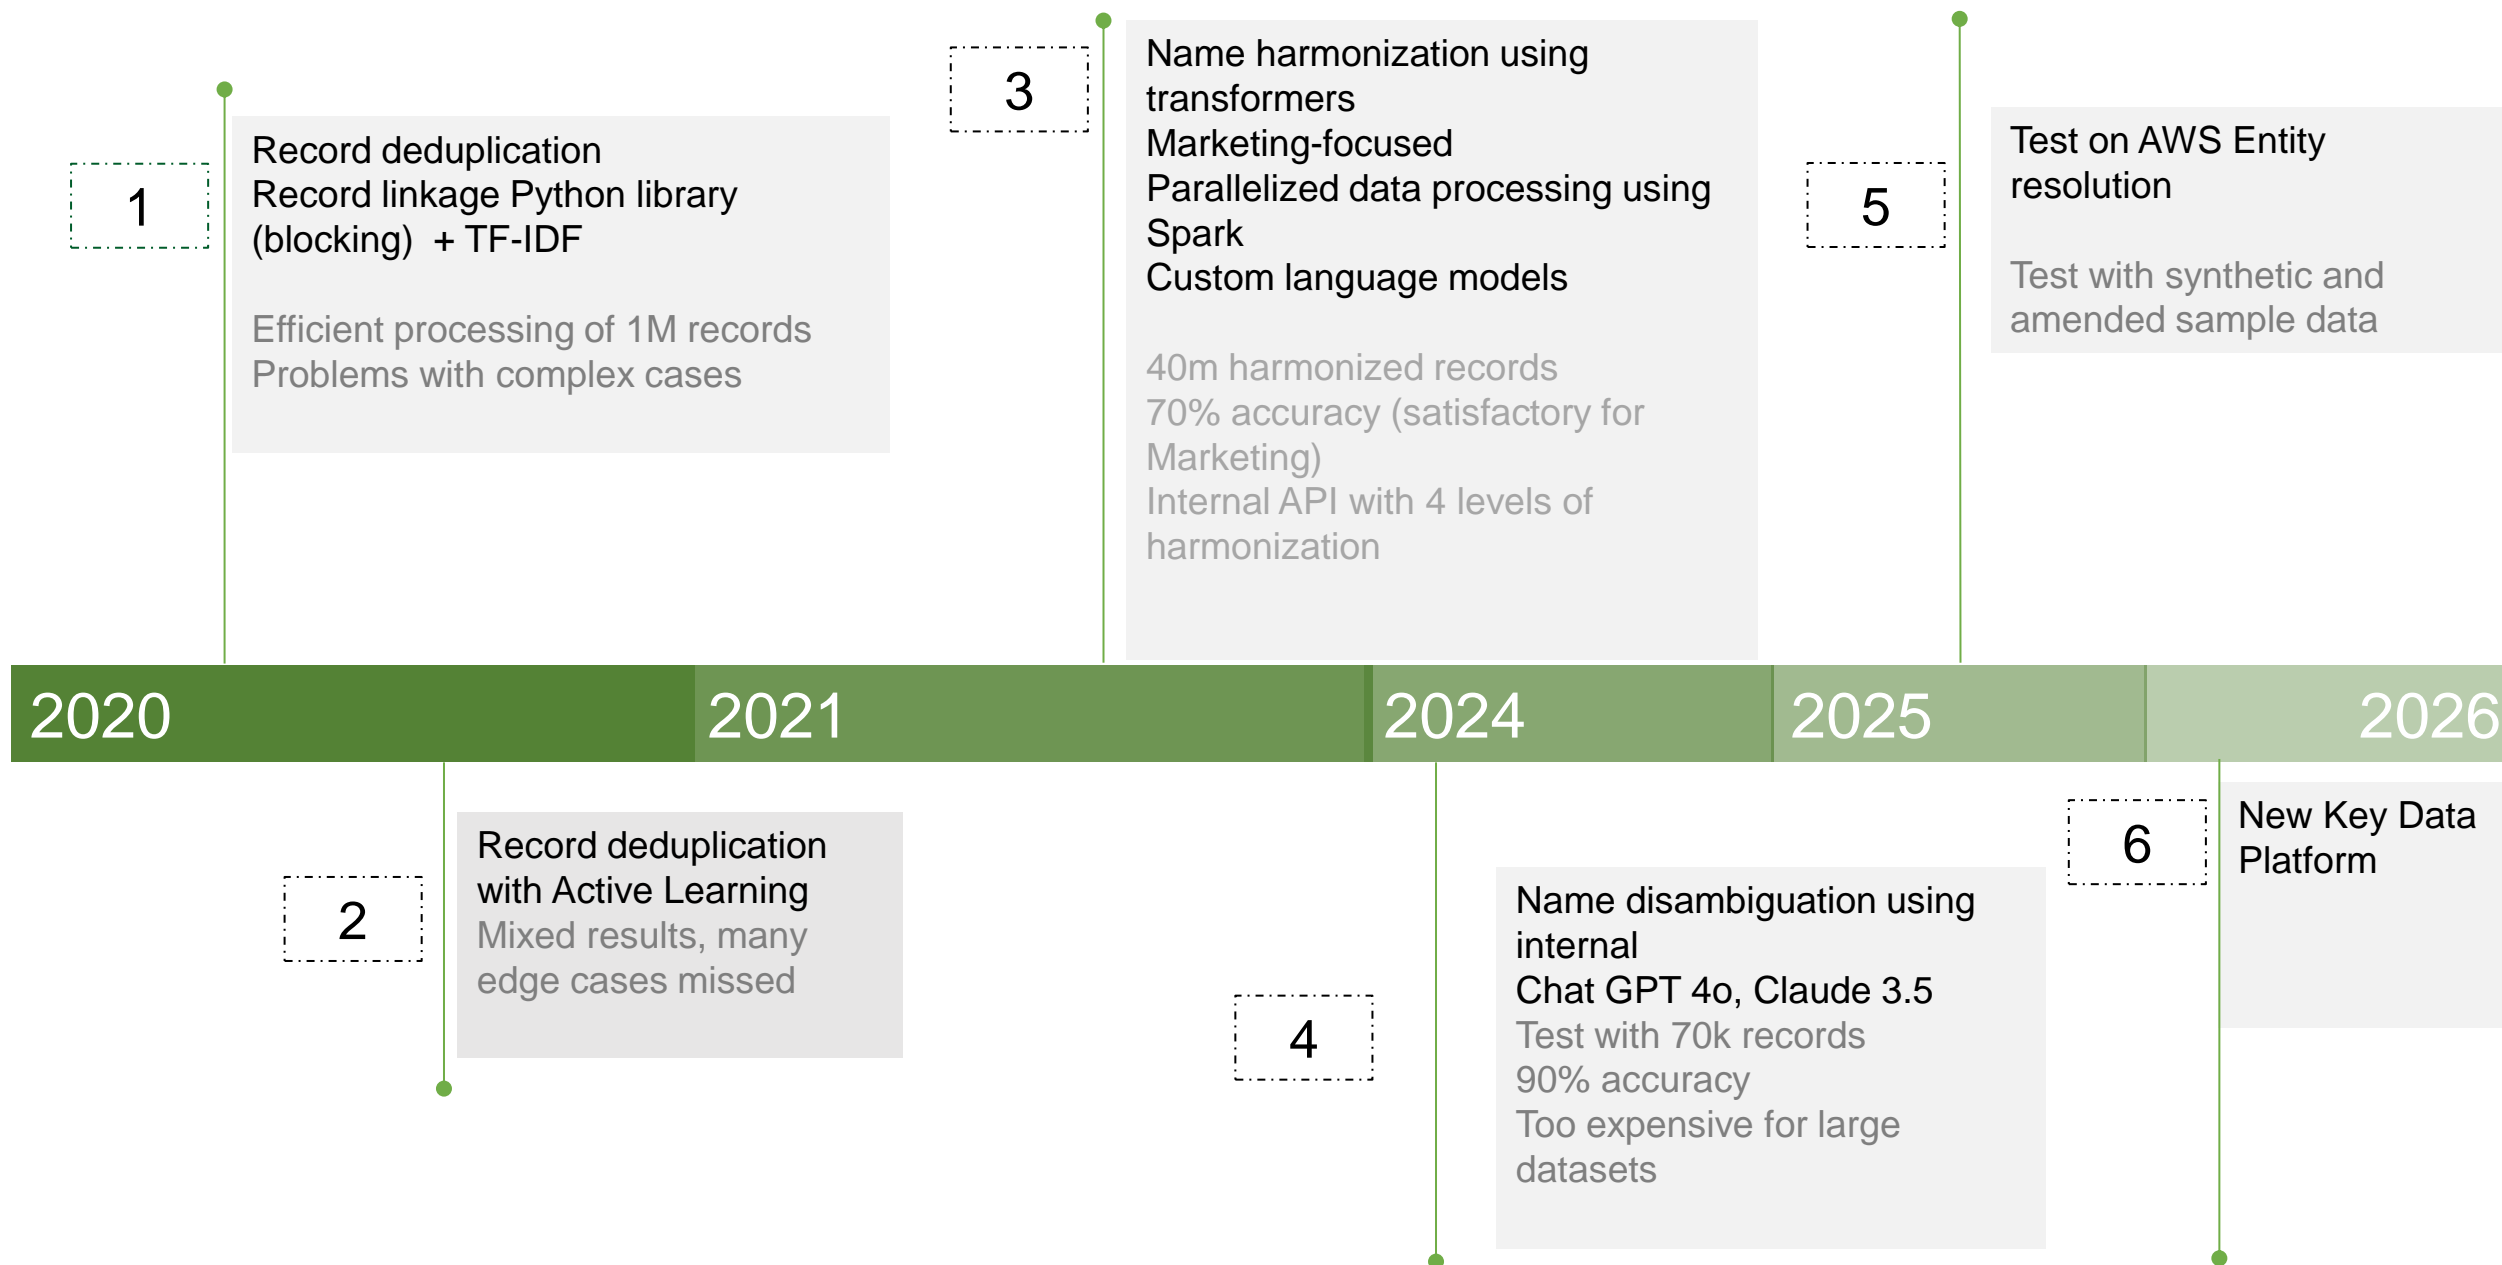 1
Record deduplication
Record linkage Python library
(blocking)  + TF-IDF
Efficient processing of 1M records
Problems with complex cases
3
Name harmonization using
transformers
Marketing-focused
Parallelized data processing using
Spark
Custom language models
40m harmonized records
70% accuracy (satisfactory for
Marketing)
Internal API with 4 levels of
harmonization
5
Test on AWS Entity
resolution
Test with synthetic and
amended sample data
2020
2021
2024
2025
2026
2
Record deduplication
with Active Learning
Mixed results, many
edge cases missed
4
Name disambiguation using
internal
Chat GPT 4o, Claude 3.5
Test with 70k records
90% accuracy
Too expensive for large
datasets
6
New Key Data
Platform